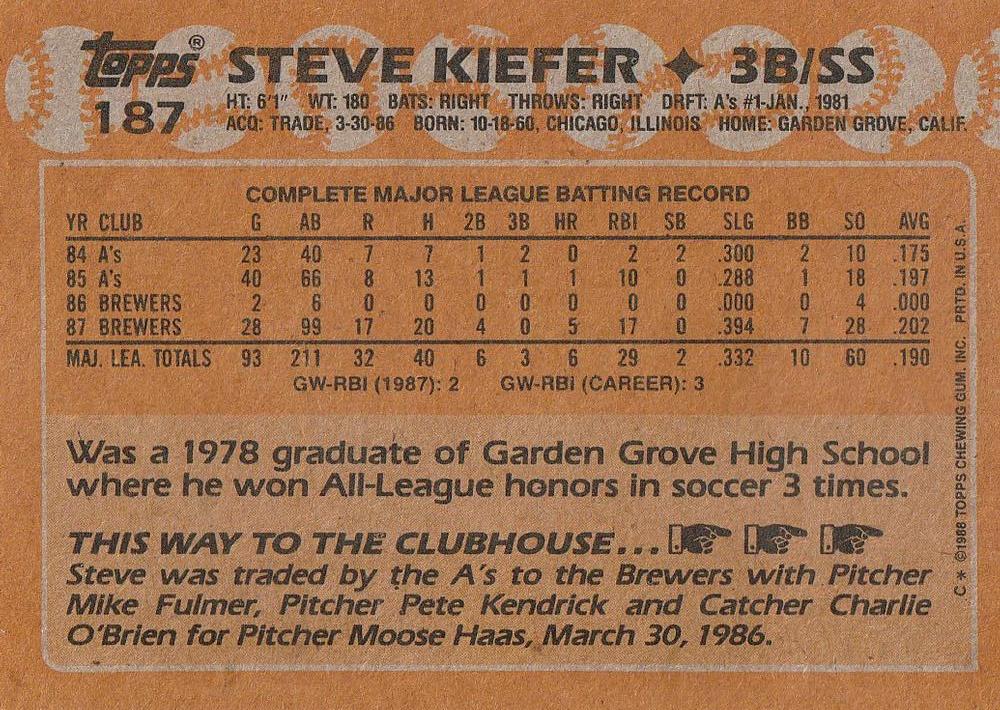 topps® STEVE KIEFER ✦ 3B/SS
187 HT: 6'1" WT: 180 BATS: RIGHT THROWS: RIGHT DRFT: A's #1-JAN., 1981
ACQ: TRADE, 3-30-86 BORN: 10-18-60, CHICAGO, ILLINOIS HOME: GARDEN GROVE, CALIF.
COMPLETE MAJOR LEAGUE BATTING RECORD
YR CLUB G AB R H 2B 3B HR RBI SB SLG BB SO AVG
84 A's 23 40 7 7 1 2 0 2 2 .300 2 10 .175
85 A's 40 66 8 13 1 1 1 10 0 .288 1 18 .197
86 BREWERS 2 6 0 0 0 0 0 0 0 .000 0 4 .000
87 BREWERS 28 99 17 20 4 0 5 17 0 .394 7 28 .202
MAJ. LEA. TOTALS 93 211 32 40 6 3 6 29 2 .332 10 60 .190
GW-RBI (1987): 2 GW-RBI (CAREER): 3
Was a 1978 graduate of Garden Grove High School
where he won All-League honors in soccer 3 times.
THIS WAY TO THE CLUBHOUSE...
Steve was traded by the A's to the Brewers with Pitcher
Mike Fulmer, Pitcher Pete Kendrick and Catcher Charlie
O'Brien for Pitcher Moose Haas, March 30, 1986.
C * ©1988 TOPPS CHEWING GUM. INC. PRTD. IN U.S.A.